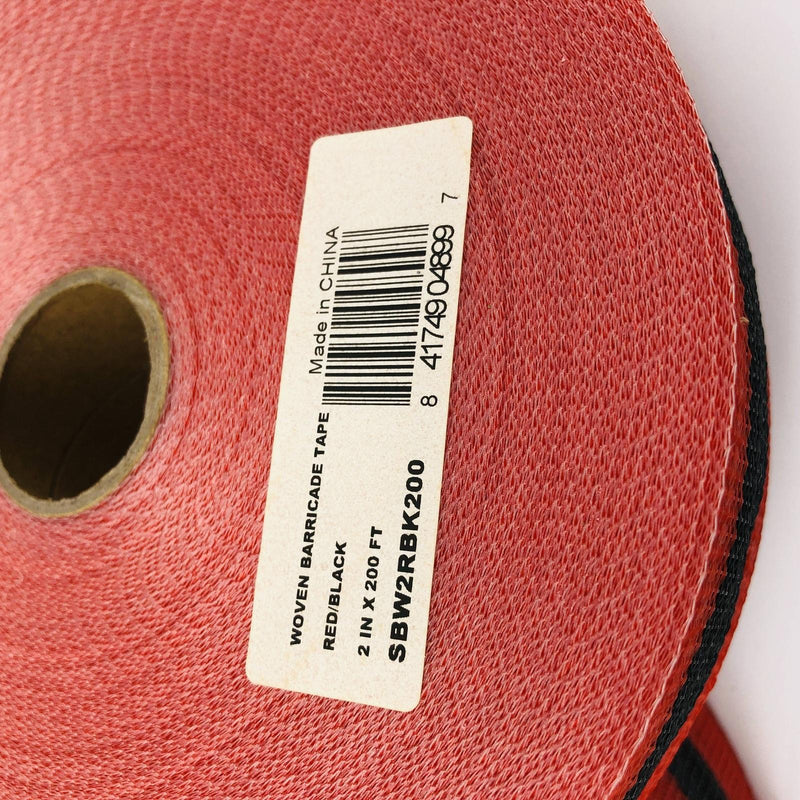 WOVEN BARRICADE TAPE
RED/BLACK
2 IN X 200 FT
SBW2RBK200
Made in CHINA
8 41749 04899 7